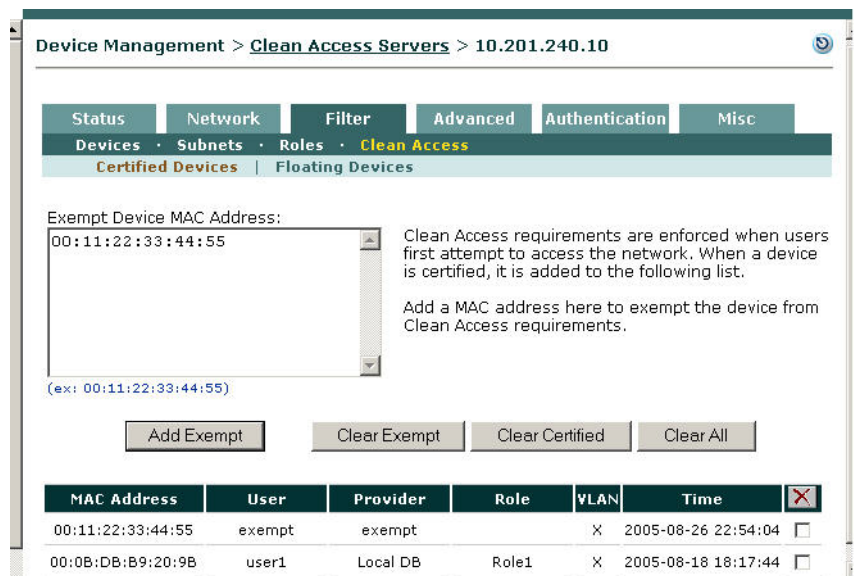 Device Management > Clean Access Servers > 10.201.240.10
Status Network Filter Advanced Authentication Misc
Devices · Subnets · Roles · Clean Access
Certified Devices | Floating Devices
Exempt Device MAC Address:
00:11:22:33:44:55
(ex: 00:11:22:33:44:55)
Clean Access requirements are enforced when users
first attempt to access the network. When a device
is certified, it is added to the following list.
Add a MAC address here to exempt the device from
Clean Access requirements.
Add Exempt Clear Exempt Clear Certified Clear All
MAC Address User Provider Role VLAN Time
00:11:22:33:44:55 exempt exempt X 2005-08-26 22:54:04
00:0B:DB:B9:20:9B user1 Local DB Role1 X 2005-08-18 18:17:44